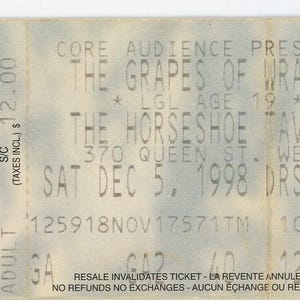 CORE AUDIENCE PRES
THE GRAPES OF WRA
* LGL AGE 19 *
THE HORSESHOE TAV
370 QUEEN ST. WE
SAT DEC 5, 1998 DRS
125918NOV17571TM
GA GA2 40
RESALE INVALIDATES TICKET - LA REVENTE ANNULE
NO REFUNDS NO EXCHANGES - AUCUN ÉCHANGE OU RE
ADULT
S/C
(TAXES INCL.) $
12.00